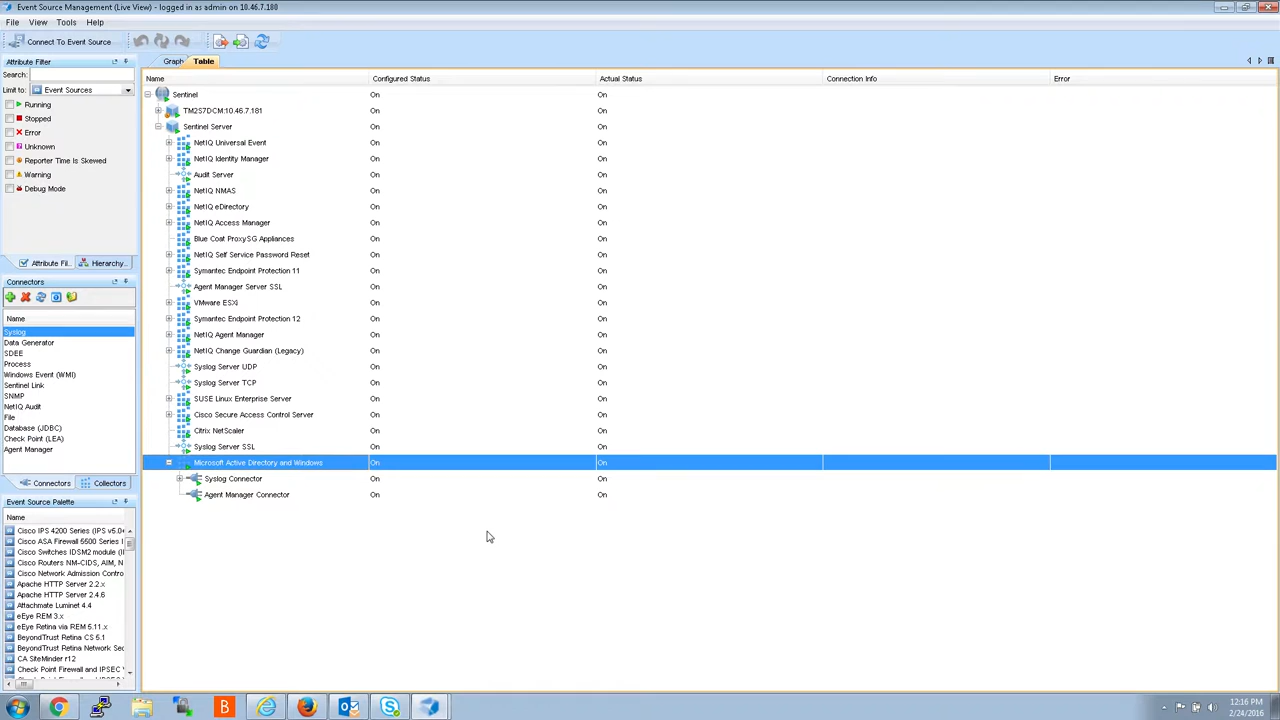 Event Source Management (Live View) - logged in as admin on 10.46.7.180
File View Tools Help
Connect To Event Source
Attribute Filter
Search:
Limit to: Event Sources
Running
Stopped
Error
Unknown
Reporter Time Is Skewed
Warning
Debug Mode
Attribute Fil..
Hierarchy..
Connectors
Name
Syslog
Data Generator
SDEE
Process
Windows Event (WMI)
Sentinel Link
SNMP
NetIQ Audit
File
Database (JDBC)
Check Point (LEA)
Agent Manager
Connectors
Collectors
Event Source Palette
Name
Cisco IPS 4200 Series (IPS v5.0+
Cisco ASA Firewall 5500 Series I
Cisco Switches IDSM2 module (I
Cisco Routers NM-CIDS, AIM, N
Cisco Network Admission Contro
Apache HTTP Server 2.2.x
Apache HTTP Server 2.4.6
Attachmate Luminet 4.4
eEye REM 3.x
eEye Retina via REM 5.11.x
BeyondTrust Retina CS 5.1
BeyondTrust Retina Network Sec
CA SiteMinder r12
Check Point Firewall and IPSEC V
Graph
Table
Name Configured Status Actual Status Connection Info Error
Sentinel On On
TM2S7DCM:10.46.7.181 On On
Sentinel Server On On
NetIQ Universal Event On On
NetIQ Identity Manager On On
Audit Server On On
NetIQ NMAS On On
NetIQ eDirectory On On
NetIQ Access Manager On On
Blue Coat ProxySG Appliances On On
NetIQ Self Service Password Reset On On
Symantec Endpoint Protection 11 On On
Agent Manager Server SSL On On
VMware ESXi On On
Symantec Endpoint Protection 12 On On
NetIQ Agent Manager On On
NetIQ Change Guardian (Legacy) On On
Syslog Server UDP On On
Syslog Server TCP On On
SUSE Linux Enterprise Server On On
Cisco Secure Access Control Server On On
Citrix NetScaler On On
Syslog Server SSL On On
Microsoft Active Directory and Windows On On
Syslog Connector On On
Agent Manager Connector On On
B
12:16 PM
2/24/2016